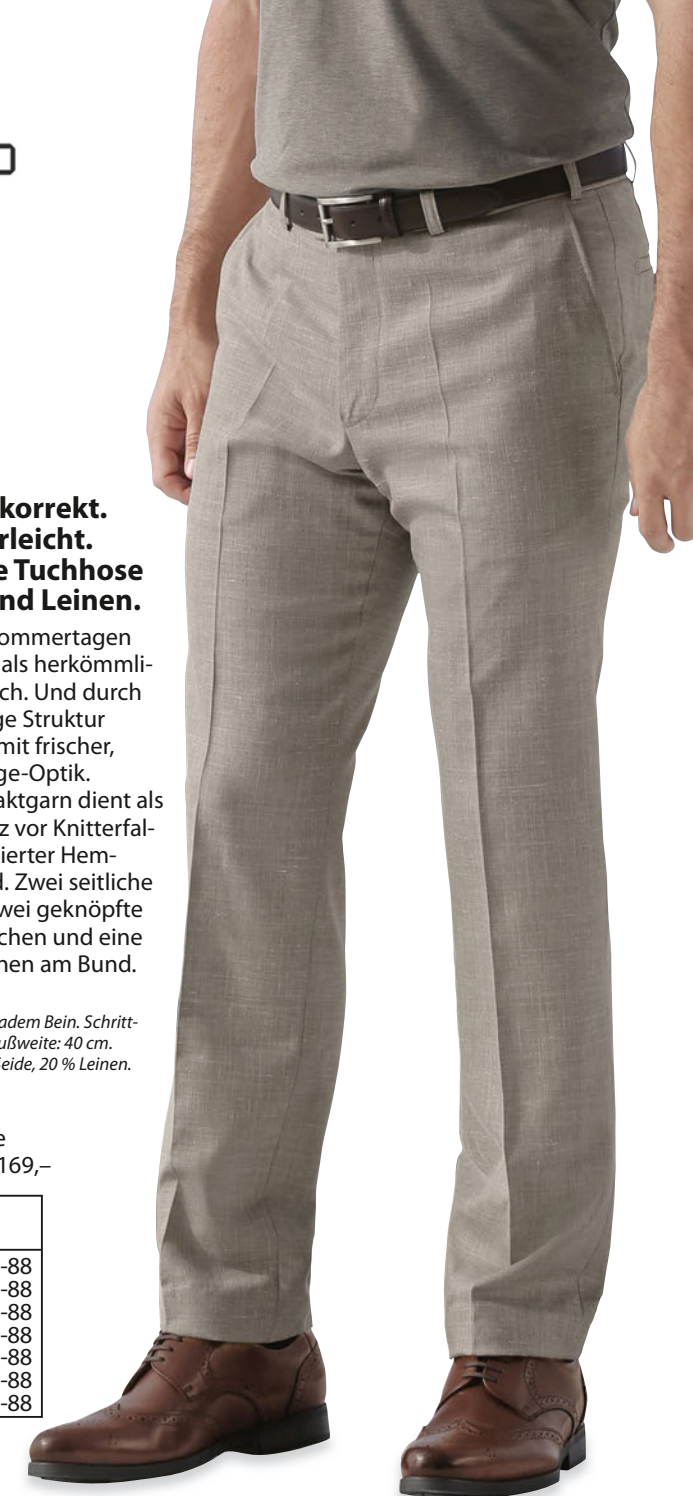 korrekt.
rleicht.
e Tuchhose
nd Leinen.
ommertagen
als herkömmli-
ch. Und durch
ge Struktur
mit frischer,
ge-Optik.
aktgarn dient als
z vor Knitterfal-
ierter Hem-
d. Zwei seitliche
wei geknöpfte
chen und eine
hen am Bund.
adem Bein. Schritt-
ußweite: 40 cm.
Seide, 20 % Leinen.
e
169,–
-88
-88
-88
-88
-88
-88
-88